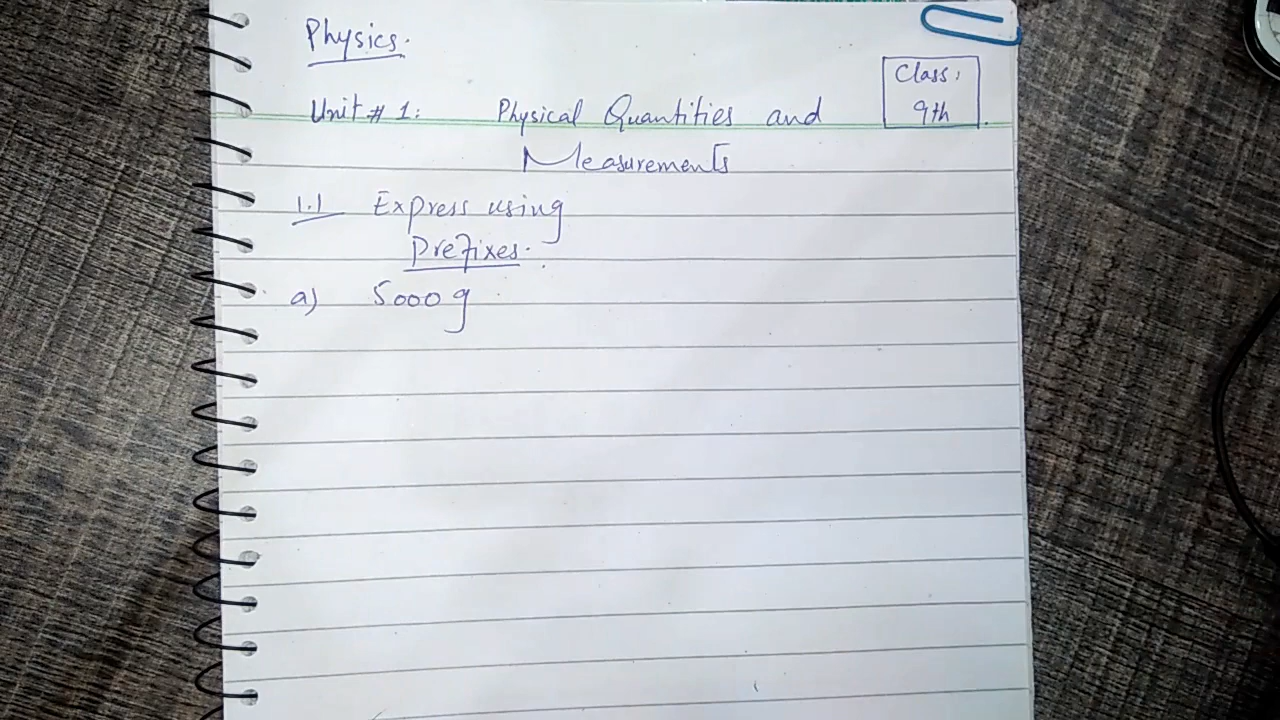 Physics.
Class:
9th
Unit # 1: Physical Quantities and
Measurements
1.1 Express using
Prefixes.
a) 5000 g